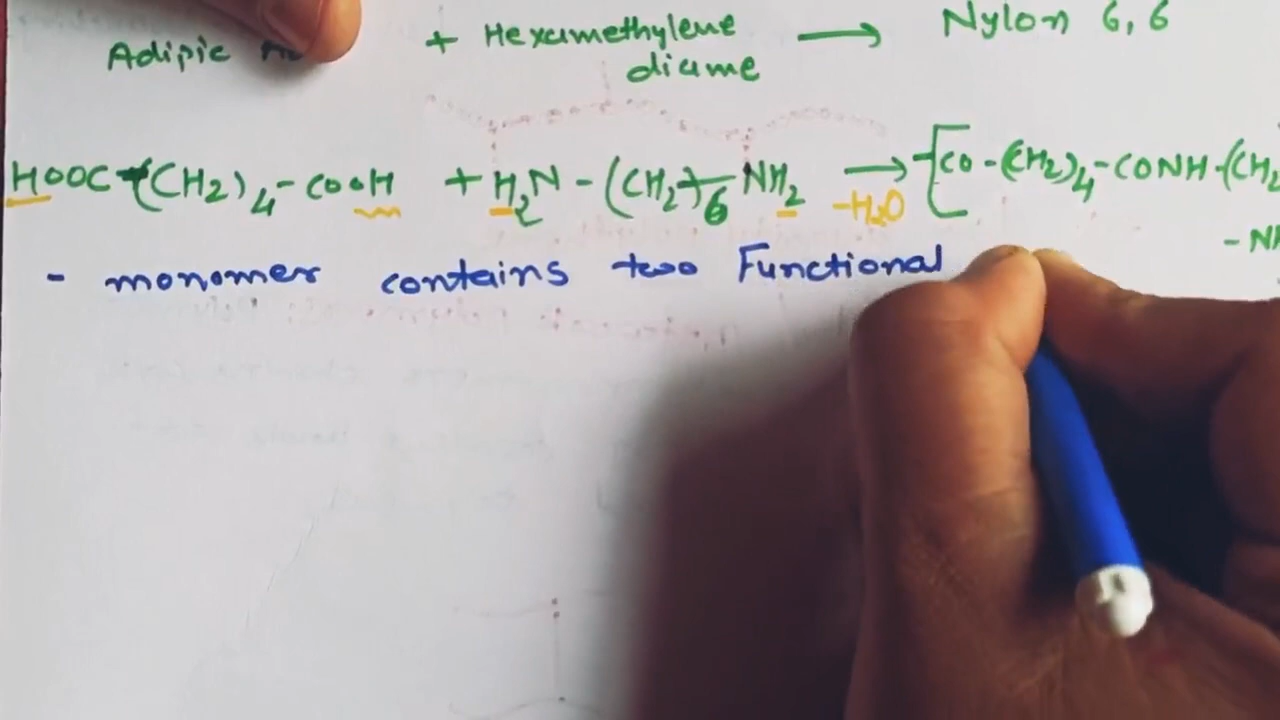 Adipic + Hexamethylene → Nylon 6,6
diame
HOOC-(CH2)4-COOH + H2N-(CH2)6-NH2 → [CO-(CH2)4-CONH-(CH2
-H2O
-NH
- monomer contains two Functional